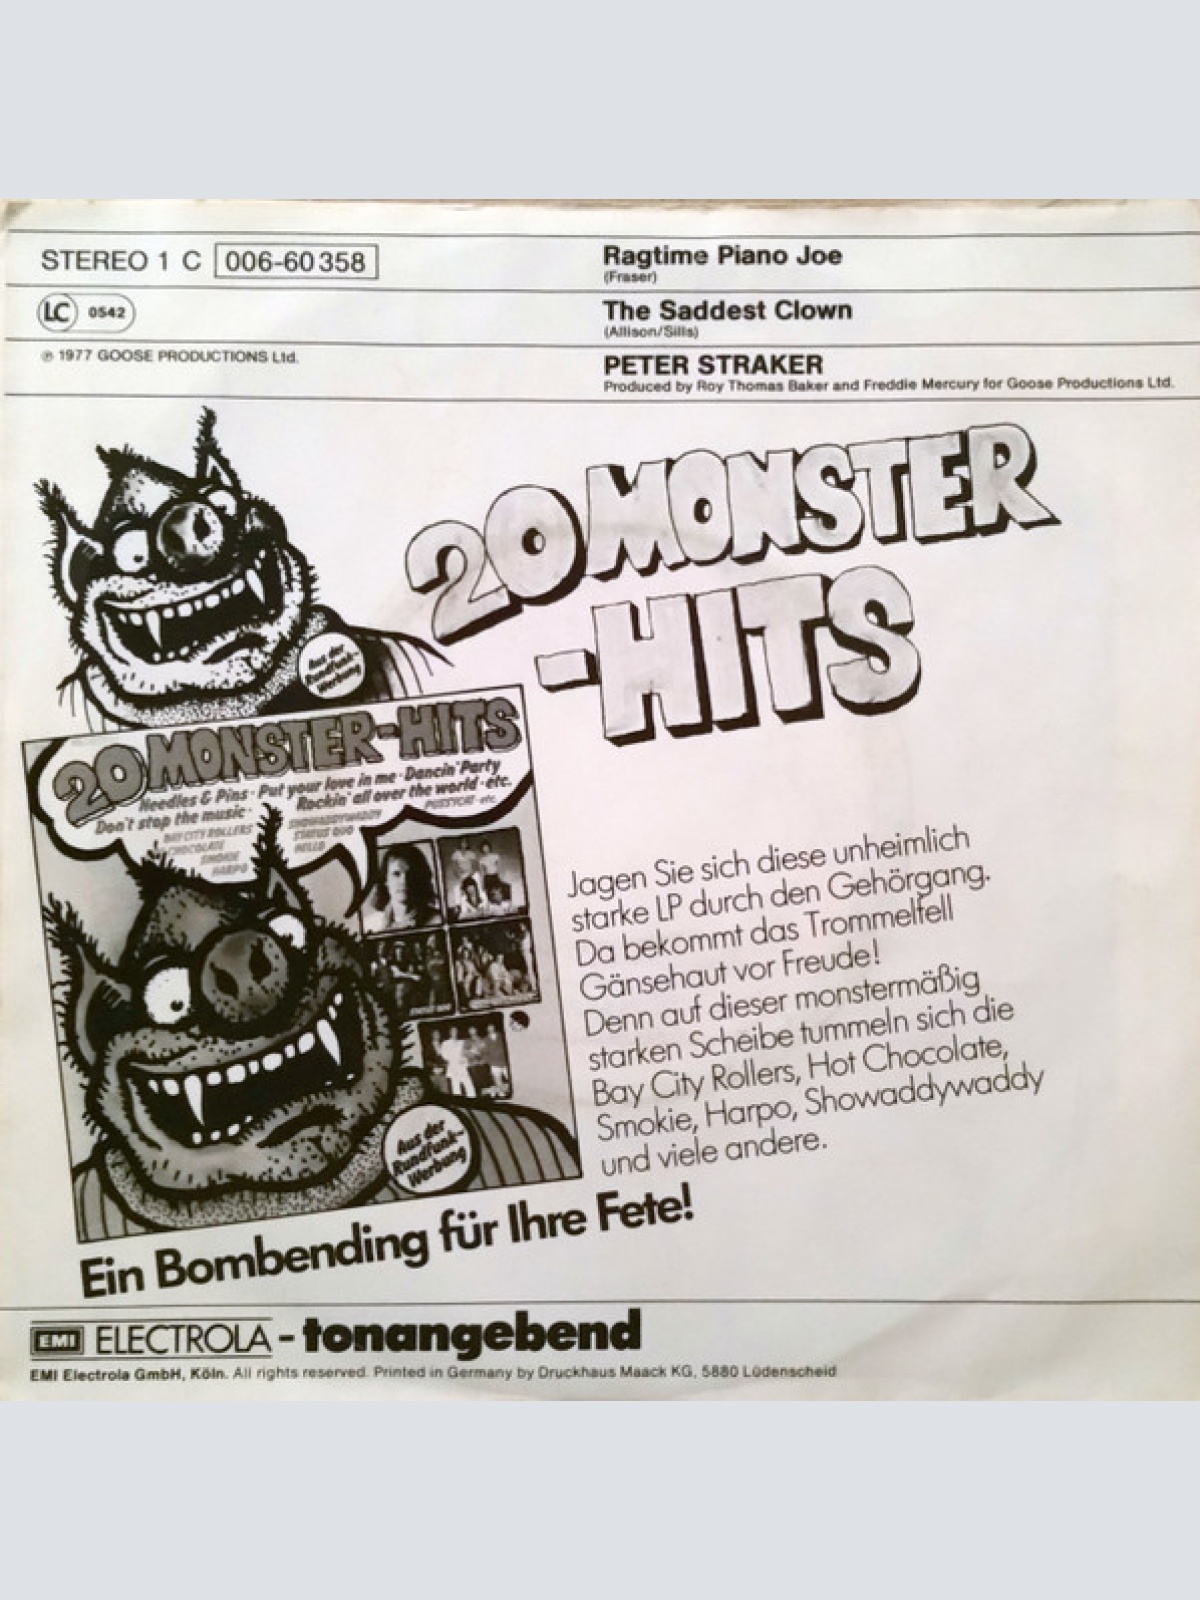 STEREO 1 C 006-60 358
LC 0542
℗ 1977 GOOSE PRODUCTIONS Ltd.
Ragtime Piano Joe
(Fraser)
The Saddest Clown
(Allison/Sills)
PETER STRAKER
Produced by Roy Thomas Baker and Freddie Mercury for Goose Productions Ltd.
20 MONSTER
-HITS
Aus der
Rundfunk-
Werbung
20 MONSTER-HITS
Needles & Pins · Put your love in me · Dancin' Party
Don't stop the music · Rockin' all over the world · etc.
BAY CITY ROLLERS
CHOCOLATE
SMOKIE
HARPO
SHOWADDYWADDY
STATUS QUO
HELLO
PUSSYCAT etc.
Aus der
Rundfunk-
Werbung
Jagen Sie sich diese unheimlich
starke LP durch den Gehörgang.
Da bekommt das Trommelfell
Gänsehaut vor Freude!
Denn auf dieser monstermäßig
starken Scheibe tummeln sich die
Bay City Rollers, Hot Chocolate,
Smokie, Harpo, Showaddywaddy
und viele andere.
Ein Bombending für Ihre Fete!
EMI ELECTROLA - tonangebend
EMI Electrola GmbH, Köln. All rights reserved. Printed in Germany by Druckhaus Maack KG, 5880 Lüdenscheid